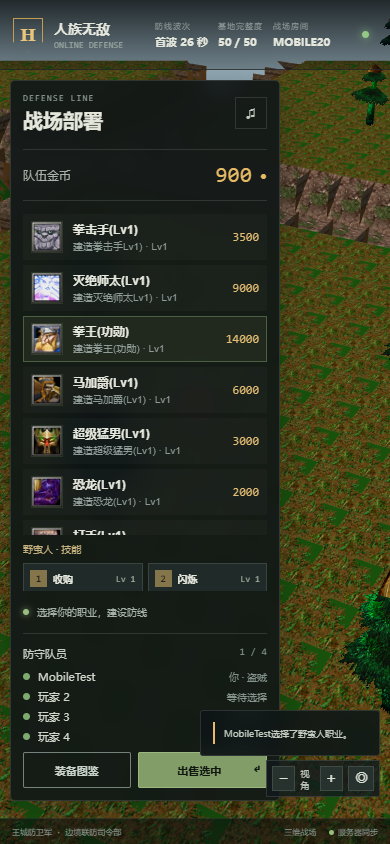 H
人族无敌
ONLINE DEFENSE
防线波次
首波 26 秒
基地完整度
50 / 50
战场房间
MOBILE20
DEFENSE LINE
战场部署
♫
队伍金币
900
拳击手(Lv1)
建造拳击手Lv1) · Lv1
3500
灭绝师太(Lv1)
建造灭绝师太Lv1) · Lv1
9000
拳王(功勋)
建造拳王(功勋) · Lv1
14000
马加爵(Lv1)
建造马加爵(Lv1) · Lv1
6000
超级猛男(Lv1)
建造超级猛男(Lv1) · Lv1
3000
恐龙(Lv1)
建造恐龙(Lv1) · Lv1
2000
野蛮人 · 技能
1 收购 Lv 1
2 闪烁 Lv 1
选择你的职业，建设防线
防守队员
1 / 4
MobileTest
你 · 盗贼
玩家 2
等待选择
玩家 3
玩家 4
MobileTest选择了野蛮人职业。
装备图鉴
出售选中
− 视角 + ◎
王城防卫军 · 边境联防司令部
三维战场
服务器同步